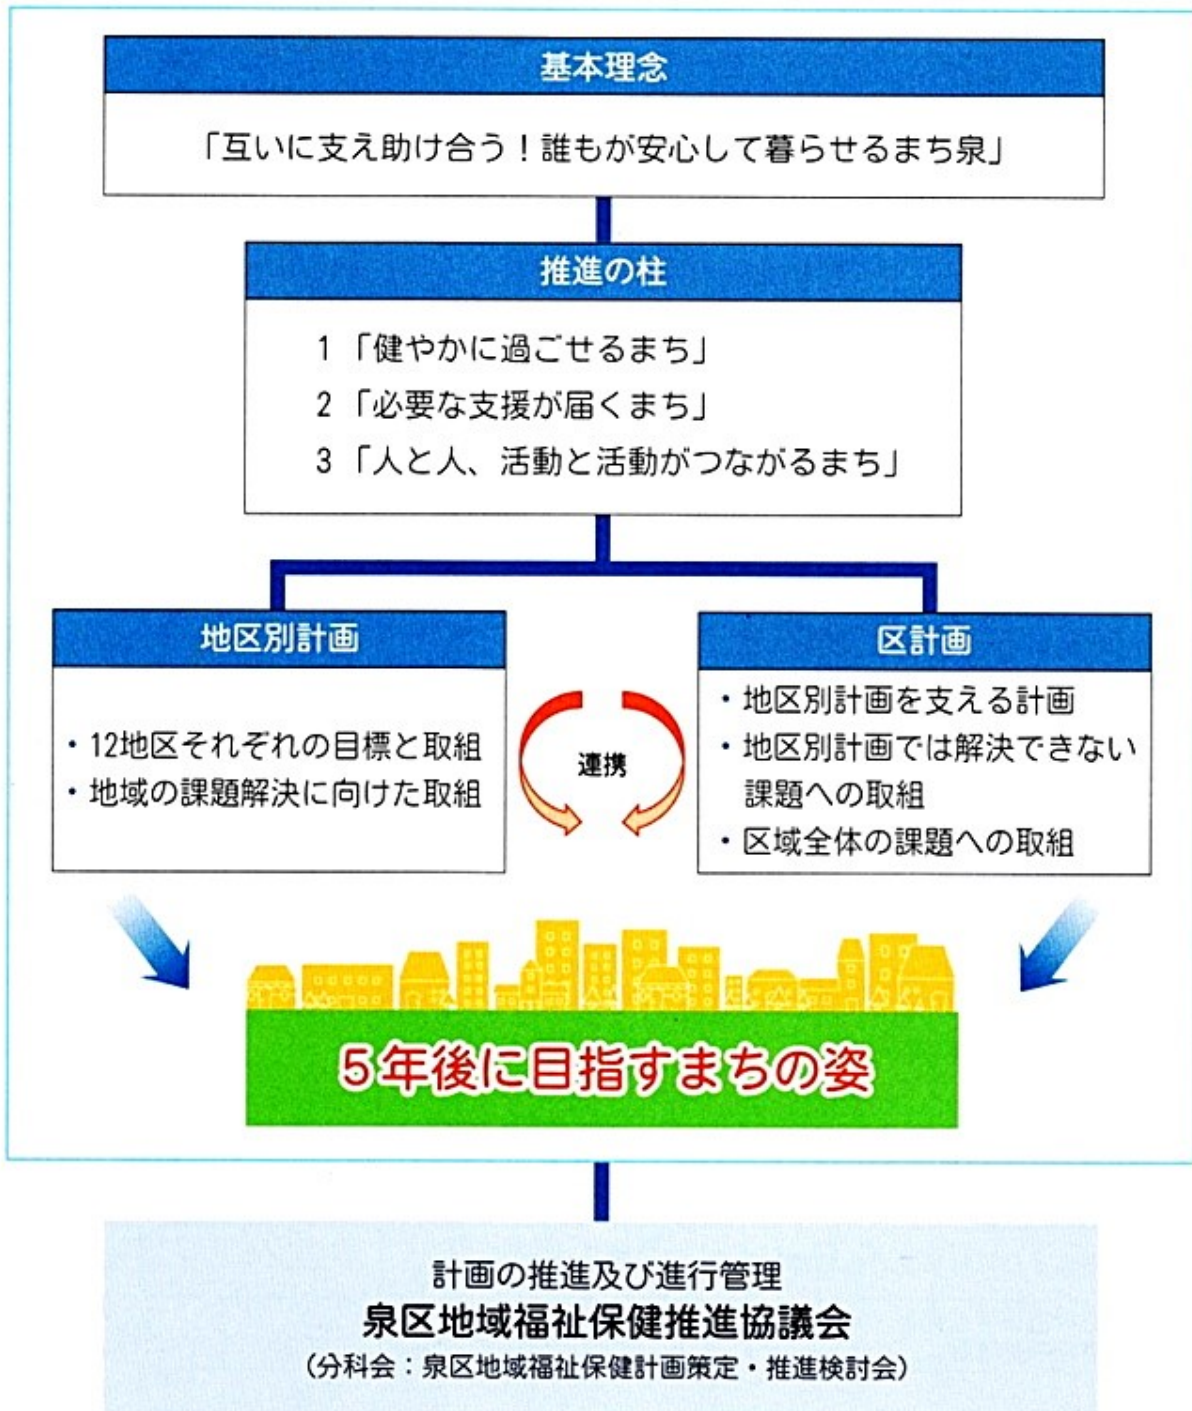 基本理念
「互いに支え助け合う！誰もが安心して暮らせるまち泉」
推進の柱
1 「健やかに過ごせるまち」
2 「必要な支援が届くまち」
3 「人と人、活動と活動がつながるまち」
地区別計画
・12地区それぞれの目標と取組
・地域の課題解決に向けた取組
連携
区計画
・地区別計画を支える計画
・地区別計画では解決できない
課題への取組
・区域全体の課題への取組
５年後に目指すまちの姿
計画の推進及び進行管理
泉区地域福祉保健推進協議会
(分科会：泉区地域福祉保健計画策定・推進検討会)